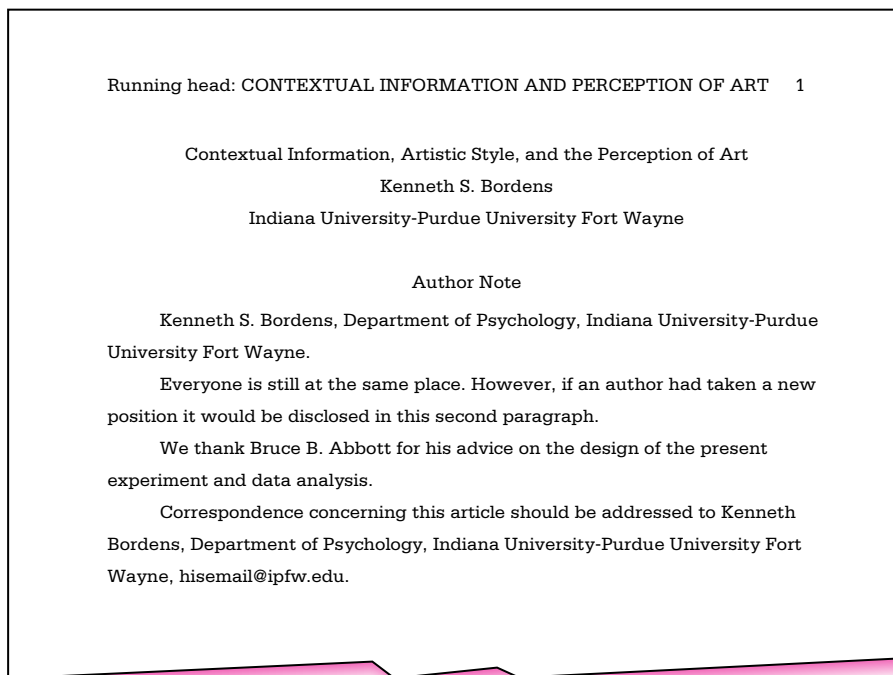 Running head: CONTEXTUAL INFORMATION AND PERCEPTION OF ART 1
Contextual Information, Artistic Style, and the Perception of Art
Kenneth S. Bordens
Indiana University-Purdue University Fort Wayne
Author Note
Kenneth S. Bordens, Department of Psychology, Indiana University-Purdue
University Fort Wayne.
Everyone is still at the same place. However, if an author had taken a new
position it would be disclosed in this second paragraph.
We thank Bruce B. Abbott for his advice on the design of the present
experiment and data analysis.
Correspondence concerning this article should be addressed to Kenneth
Bordens, Department of Psychology, Indiana University-Purdue University Fort
Wayne, hisemail@ipfw.edu.